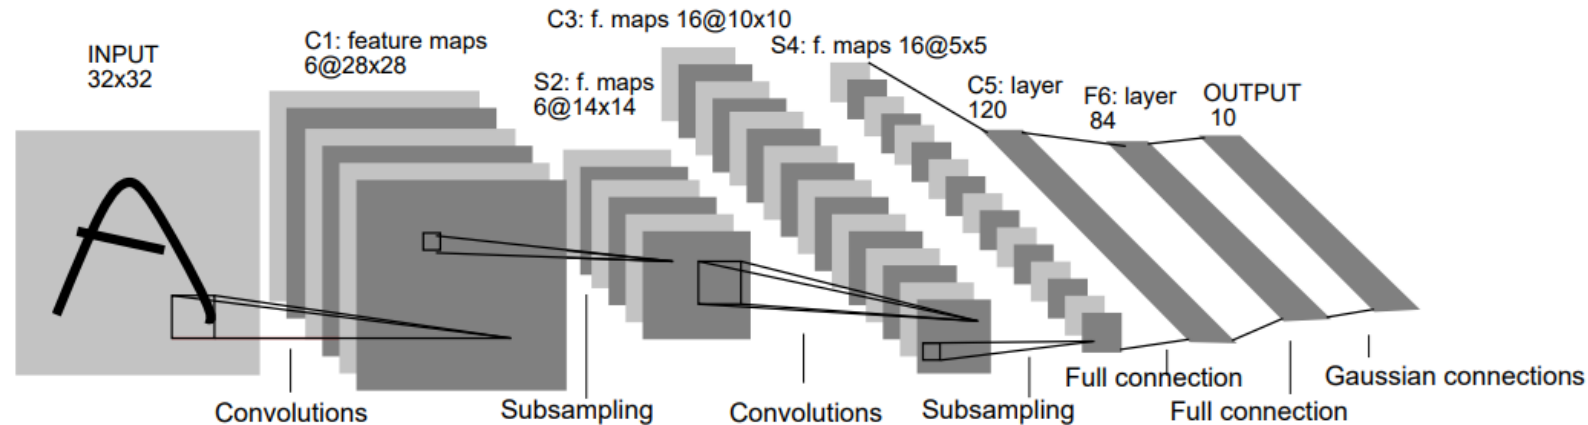 INPUT
32x32
C1: feature maps
6@28x28
S2: f. maps
6@14x14
C3: f. maps 16@10x10
S4: f. maps 16@5x5
C5: layer
120
F6: layer
84
OUTPUT
10
Convolutions
Subsampling
Convolutions
Subsampling
Full connection
Full connection
Gaussian connections